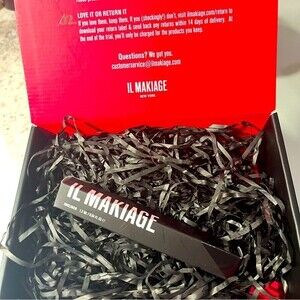 LOVE IT OR RETURN IT
If you love them, keep them. If you (shockingly!) don't, visit ilmakiage.com/return to
download your return label & send back any returns within 14 days of delivery. At
the end of the trial, you'll only be charged for the products you keep.
Questions? We got you.
customerservice@ilmakiage.com
IL MAKIAGE
NEW YORK
IL MAKIAGE